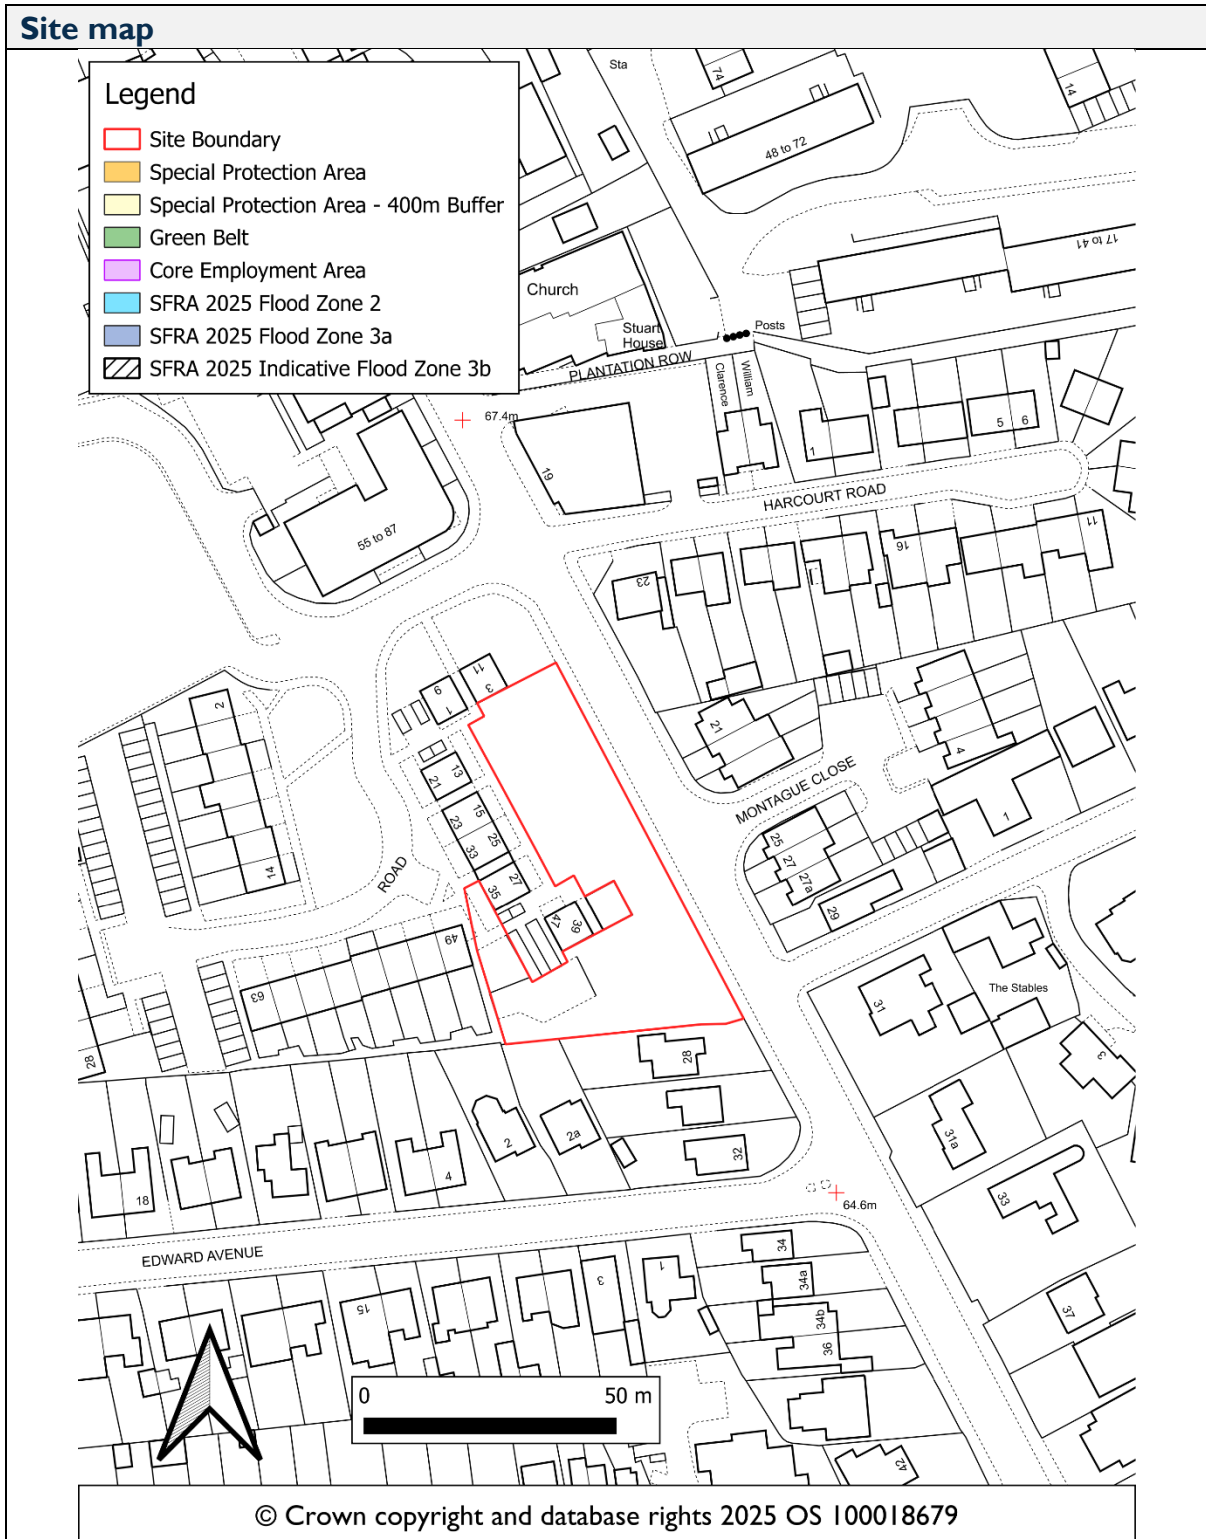 Site map
Legend
Site Boundary
Special Protection Area
Special Protection Area - 400m Buffer
Green Belt
Core Employment Area
SFRA 2025 Flood Zone 2
SFRA 2025 Flood Zone 3a
SFRA 2025 Indicative Flood Zone 3b
Sta
74
14
48 to 72
17 to 41
Church
Stuart
House
Posts
PLANTATION ROW
Clarence
William
67.4m
19
1
5 6
HARCOURT ROAD
55 to 87
23
16
11
11
3
9
1
2
21
13
21
4
MONTAGUE CLOSE
15
23
25
33
1
25
27
27a
ROAD
14
27
35
29
47
39
49
63
The Stables
31
28
28
3
2
2a
31a
32
4
18
33
64.6m
EDWARD AVENUE
34
1
3
34a
15
34b
36
37
0
50 m
42
© Crown copyright and database rights 2025 OS 100018679